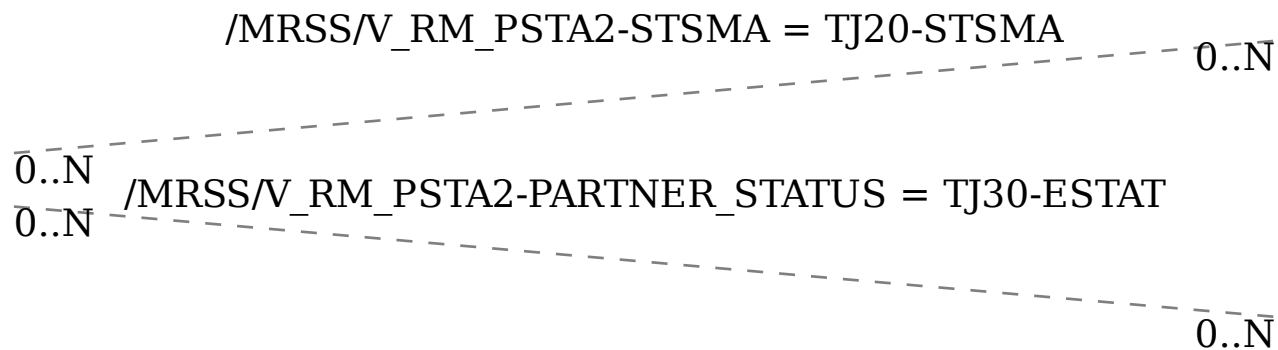 /MRSS/V_RM_PSTA2-STSMA = TJ20-STSMA
0..N
0..N
/MRSS/V_RM_PSTA2-PARTNER_STATUS = TJ30-ESTAT
0..N
0..N